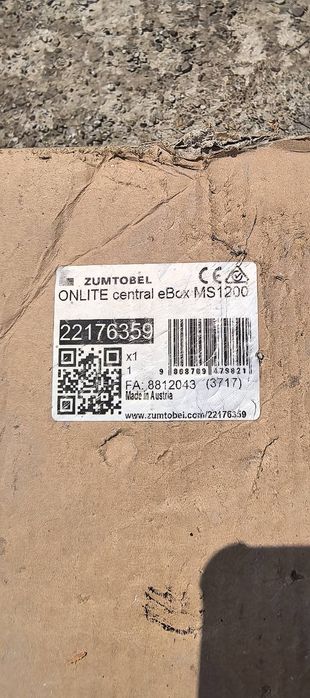 ZUMTOBEL CE
ONLITE central eBox MS1200
22176359
x1
1 9 008709 479821
FA: 8812043 (3717)
Made in Austria
www.zumtobel.com/22176359